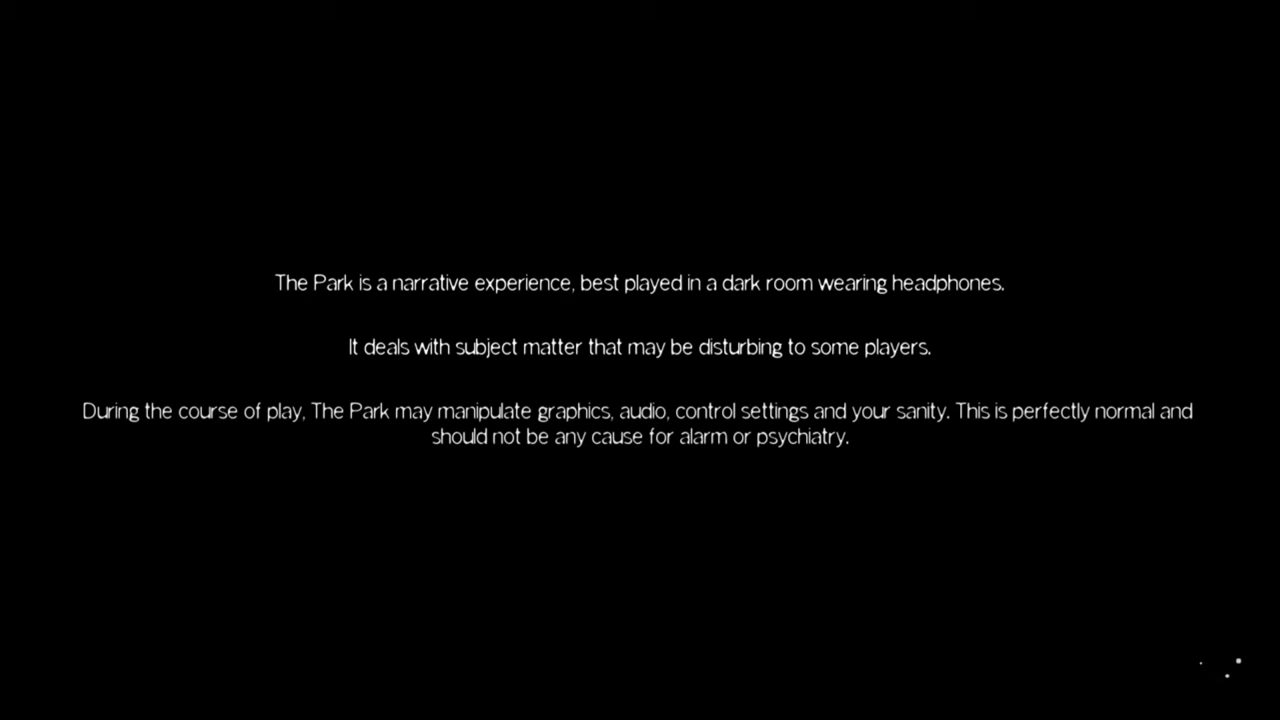 The Park is a narrative experience, best played in a dark room wearing headphones.
It deals with subject matter that may be disturbing to some players.
During the course of play, The Park may manipulate graphics, audio, control settings and your sanity. This is perfectly normal and
should not be any cause for alarm or psychiatry.